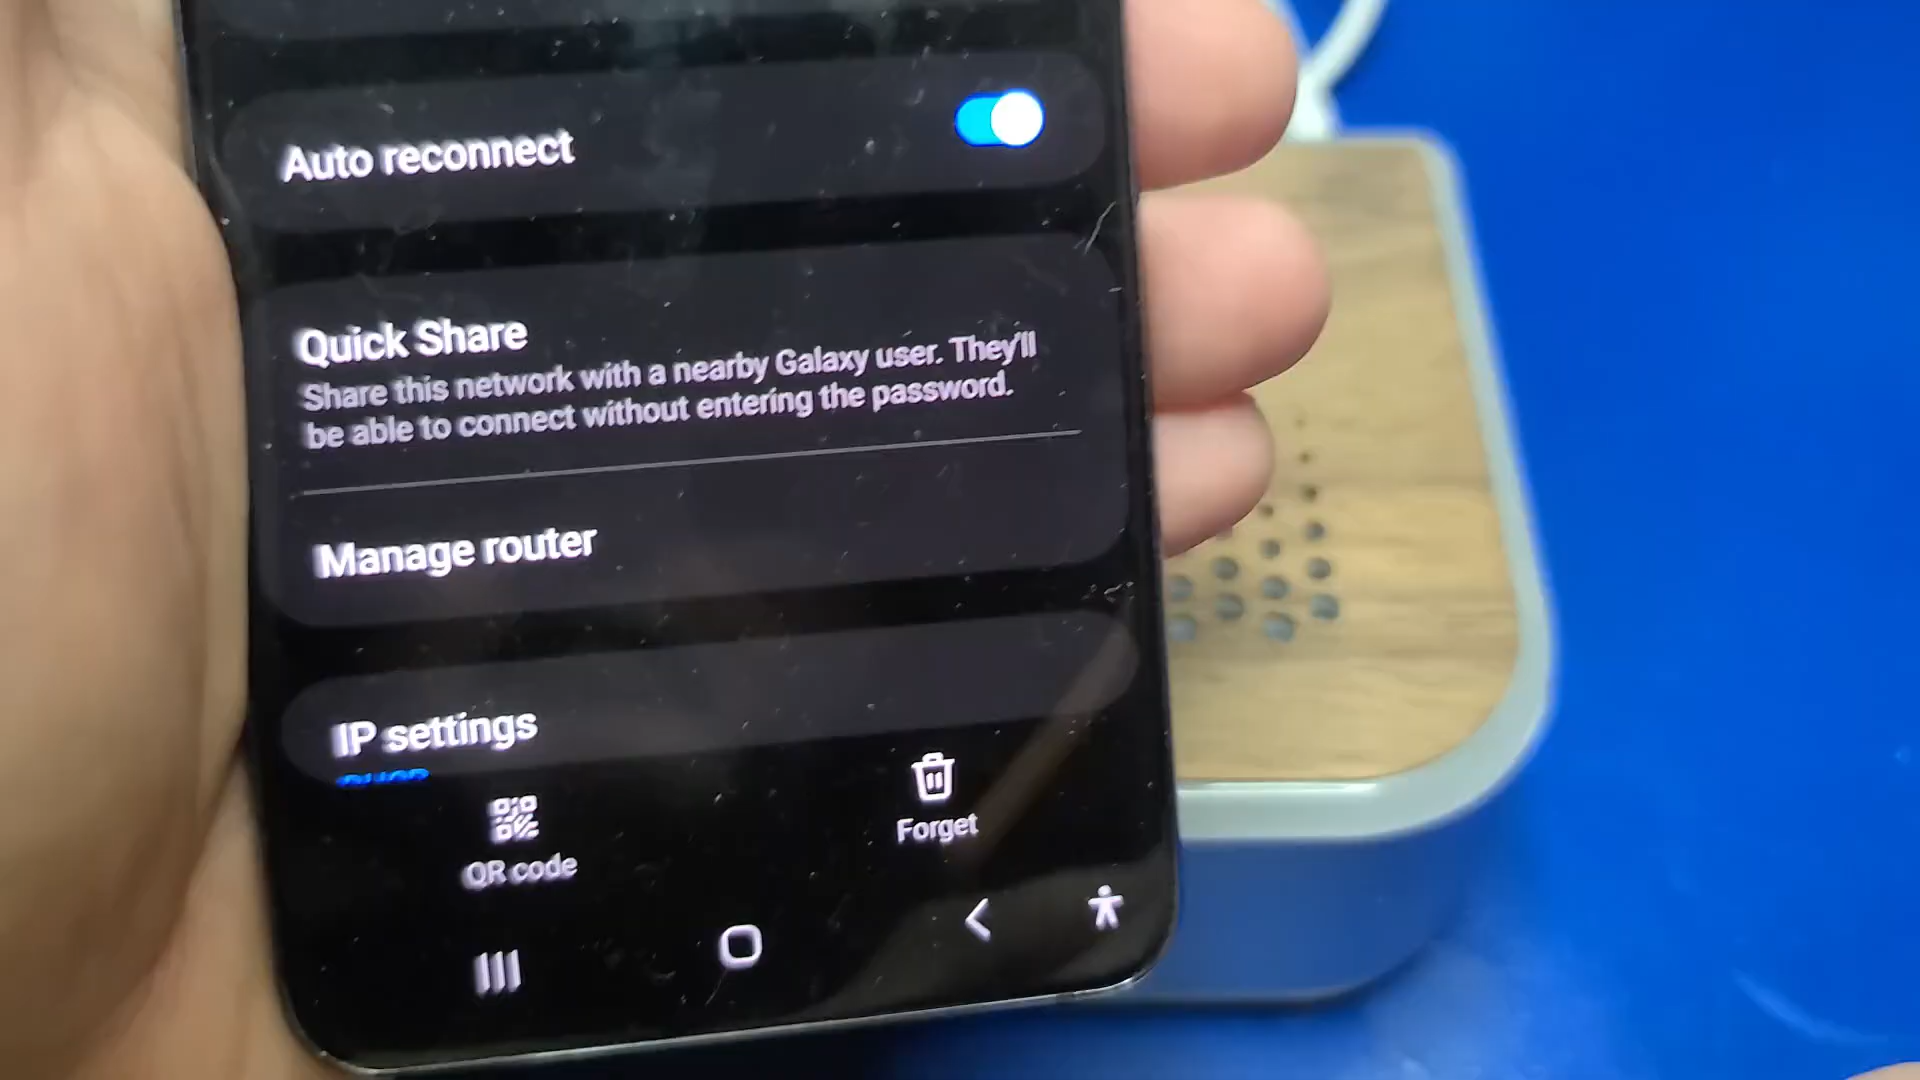 Auto reconnect
Quick Share
Share this network with a nearby Galaxy user. They'll
be able to connect without entering the password.
Manage router
IP settings
QR code
Forget